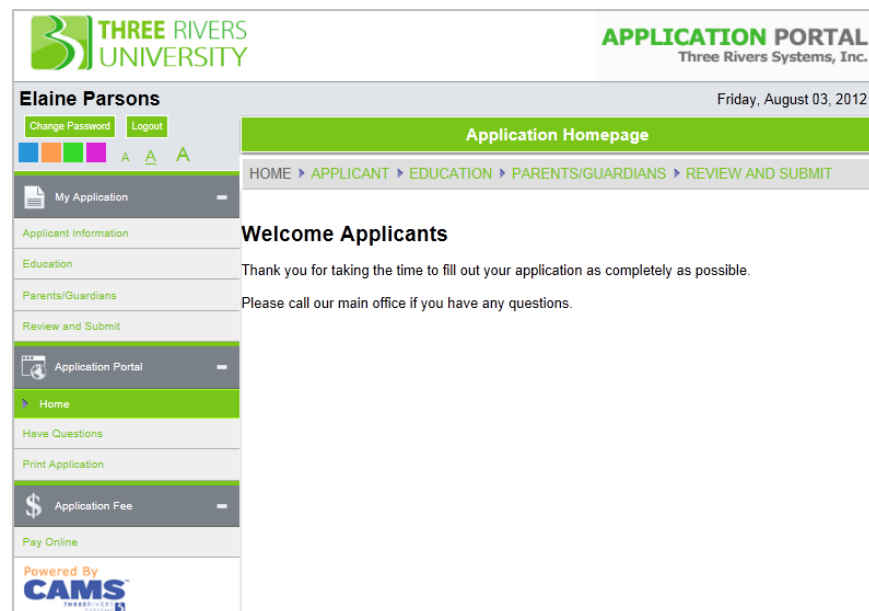 THREE RIVERS
UNIVERSITY
APPLICATION PORTAL
Three Rivers Systems, Inc.
Elaine Parsons
Friday, August 03, 2012
Change Password
Logout
A A A
Application Homepage
HOME APPLICANT EDUCATION PARENTS/GUARDIANS REVIEW AND SUBMIT
My Application
Applicant Information
Education
Parents/Guardians
Review and Submit
Application Portal
Home
Have Questions
Print Application
Application Fee
Pay Online
Powered By
CAMS
THREE RIVERS
SYSTEMS
Welcome Applicants
Thank you for taking the time to fill out your application as completely as possible.
Please call our main office if you have any questions.